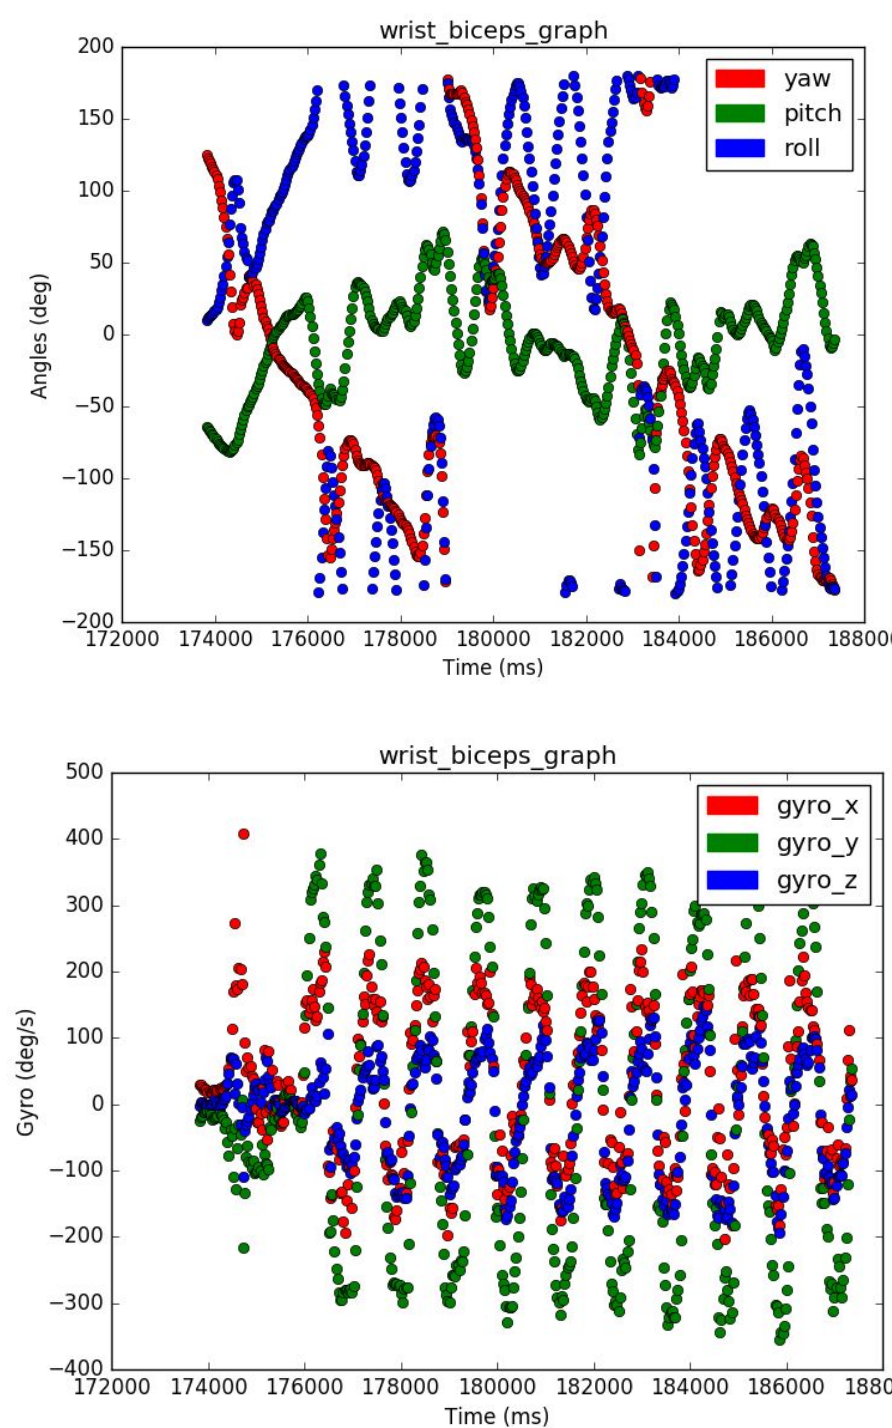 wrist_biceps_graph
200
150
100
50
0
−50
−100
−150
−200
Angles (deg)
yaw
pitch
roll
172000 174000 176000 178000 180000 182000 184000 186000 18800
Time (ms)
wrist_biceps_graph
500
400
300
200
100
0
−100
−200
−300
−400
Gyro (deg/s)
gyro_x
gyro_y
gyro_z
172000 174000 176000 178000 180000 182000 184000 186000 1880
Time (ms)